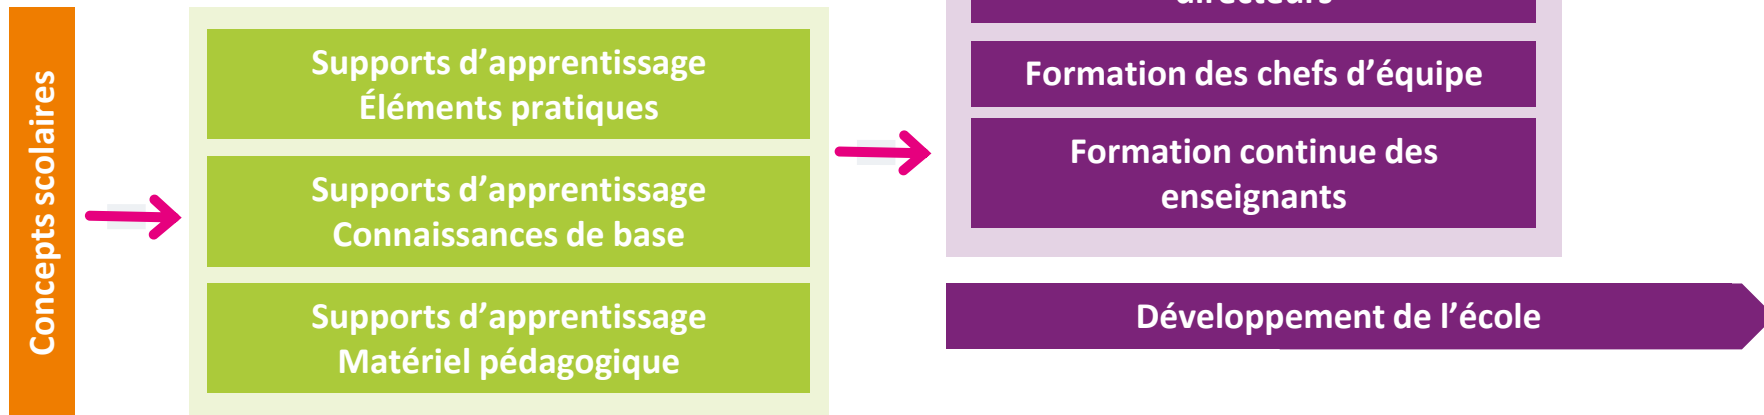 Concepts scolaires
Supports d’apprentissage
Éléments pratiques
Supports d’apprentissage
Connaissances de base
Supports d’apprentissage
Matériel pédagogique
directeurs
Formation des chefs d’équipe
Formation continue des
enseignants
Développement de l’école